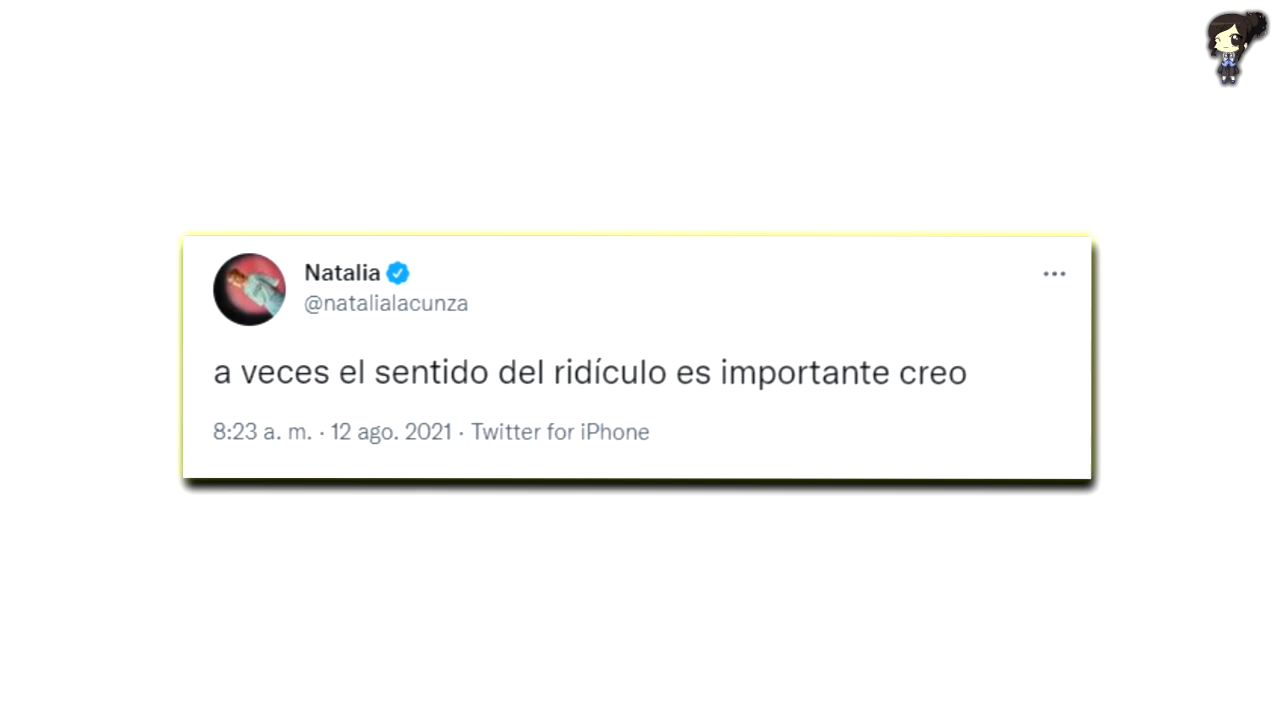 Natalia
@natalialacunza
a veces el sentido del ridículo es importante creo
8:23 a. m. · 12 ago. 2021 · Twitter for iPhone